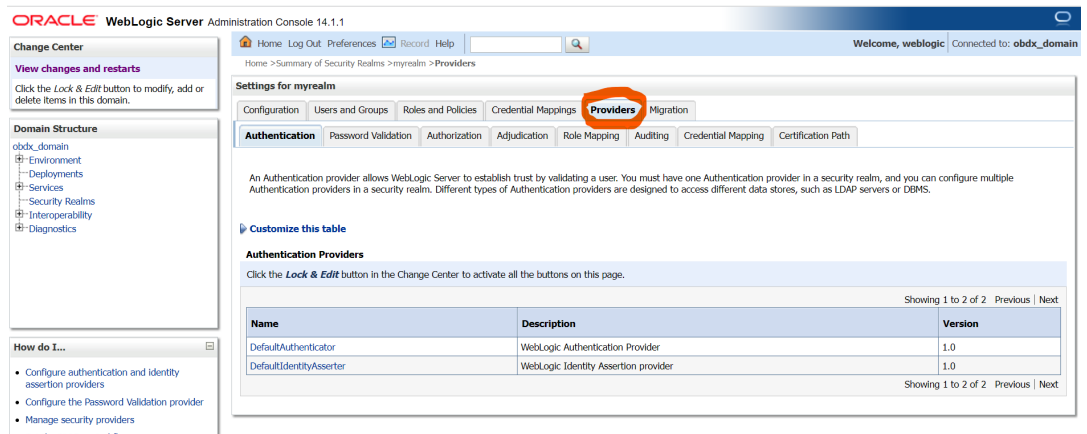 ORACLE WebLogic Server Administration Console 14.1.1
Change Center
View changes and restarts
Click the Lock & Edit button to modify, add or
delete items in this domain.
Domain Structure
obdx_domain
Environment
Deployments
Services
Security Realms
Interoperability
Diagnostics
How do I...
Configure authentication and identity
assertion providers
Configure the Password Validation provider
Manage security providers
Home Log Out Preferences Record Help
Welcome, weblogic Connected to: obdx_domain
Home >Summary of Security Realms >myrealm >Providers
Settings for myrealm
Configuration Users and Groups Roles and Policies Credential Mappings Providers Migration
Authentication Password Validation Authorization Adjudication Role Mapping Auditing Credential Mapping Certification Path
An Authentication provider allows WebLogic Server to establish trust by validating a user. You must have one Authentication provider in a security realm, and you can configure multiple
Authentication providers in a security realm. Different types of Authentication providers are designed to access different data stores, such as LDAP servers or DBMS.
Customize this table
Authentication Providers
Click the Lock & Edit button in the Change Center to activate all the buttons on this page.
Showing 1 to 2 of 2 Previous | Next
Name Description Version
DefaultAuthenticator WebLogic Authentication Provider 1.0
DefaultIdentityAsserter WebLogic Identity Assertion provider 1.0
Showing 1 to 2 of 2 Previous | Next